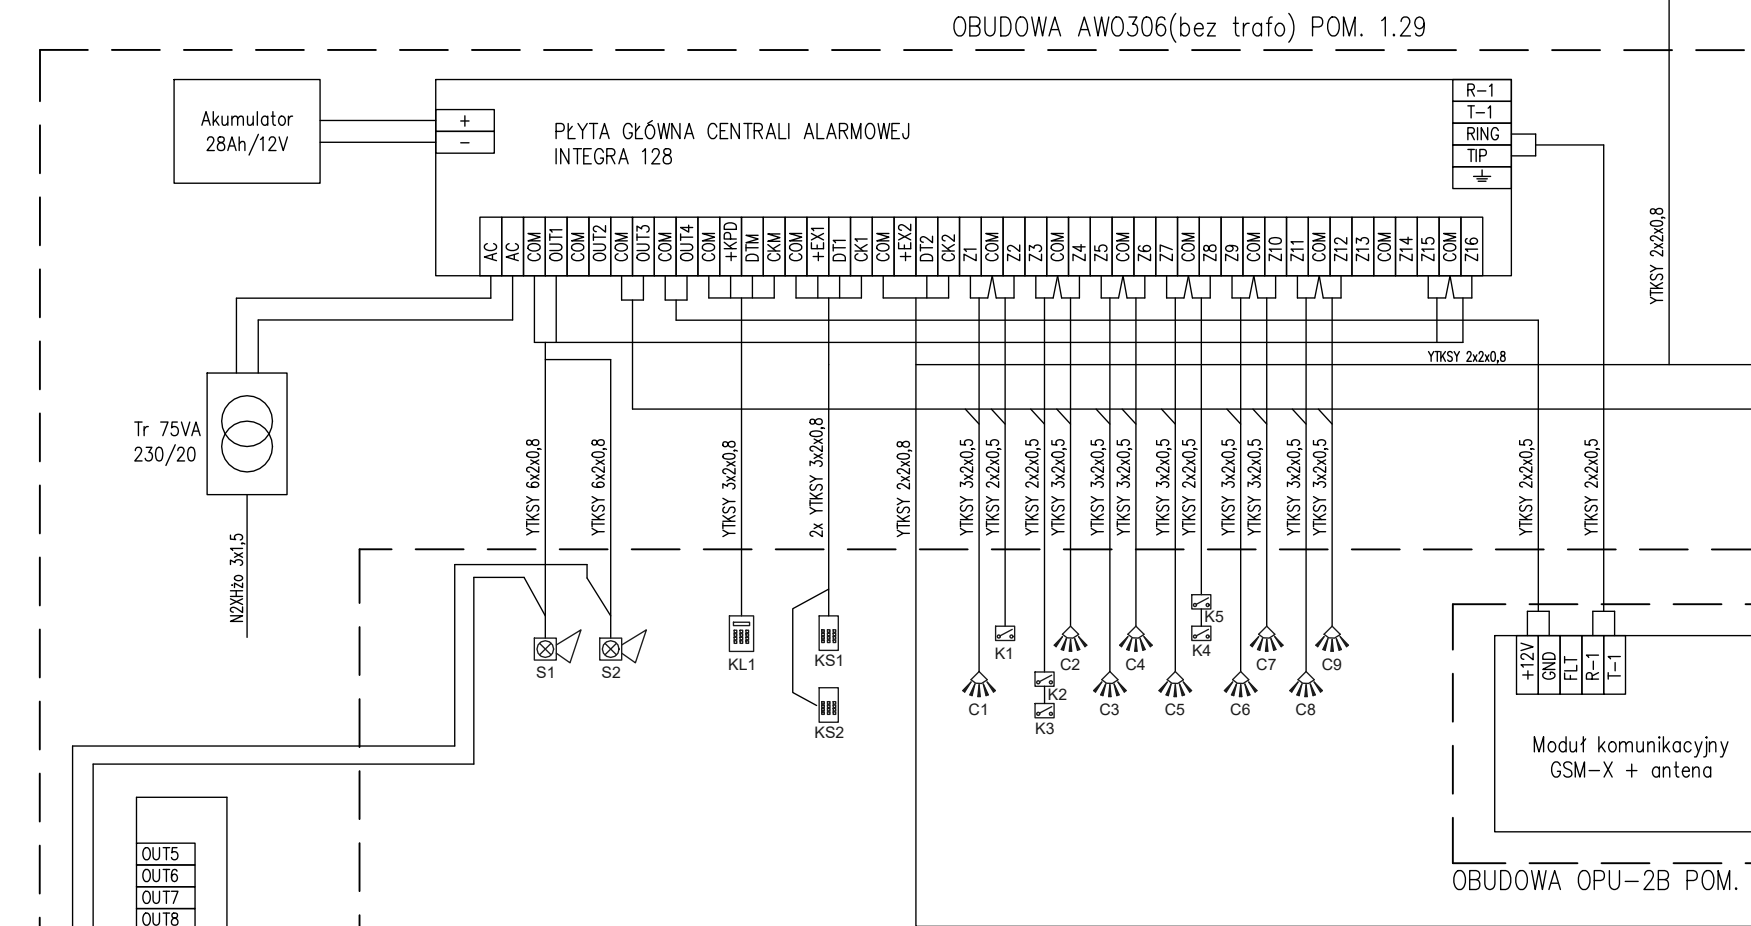 OBUDOWA AWO306(bez trafo) POM. 1.29
Akumulator
28Ah/12V
+
−
PŁYTA GŁÓWNA CENTRALI ALARMOWEJ
INTEGRA 128
R−1
T−1
RING
TIP
AC
AC
COM
OUT1
COM
OUT2
COM
OUT3
COM
OUT4
COM
+KPD
DTM
CKM
COM
+EX1
DT1
CK1
COM
+EX2
DT2
CK2
Z1
COM
Z2
Z3
COM
Z4
Z5
COM
Z6
Z7
COM
Z8
Z9
COM
Z10
Z11
COM
Z12
Z13
COM
Z14
Z15
COM
Z16
YTKSY 2x2x0,8
YTKSY 2x2x0,8
Tr 75VA
230/20
N2XHżo 3x1,5
YTKSY 6x2x0,8
YTKSY 6x2x0,8
YTKSY 3x2x0,8
2x YTKSY 3x2x0,8
YTKSY 2x2x0,8
YTKSY 3x2x0,5
YTKSY 2x2x0,5
YTKSY 2x2x0,5
YTKSY 3x2x0,5
YTKSY 3x2x0,5
YTKSY 3x2x0,5
YTKSY 3x2x0,5
YTKSY 2x2x0,5
YTKSY 3x2x0,5
YTKSY 3x2x0,5
YTKSY 3x2x0,5
YTKSY 3x2x0,5
YTKSY 2x2x0,5
YTKSY 2x2x0,5
S1
S2
KL1
KS1
KS2
C1
K1
K2
K3
C2
C3
C4
C5
K5
K4
C6
C7
C8
C9
+12V
GND
FLT
R−1
T−1
Moduł komunikacyjny
GSM−X + antena
OBUDOWA OPU−2B POM.
OUT5
OUT6
OUT7
OUT8